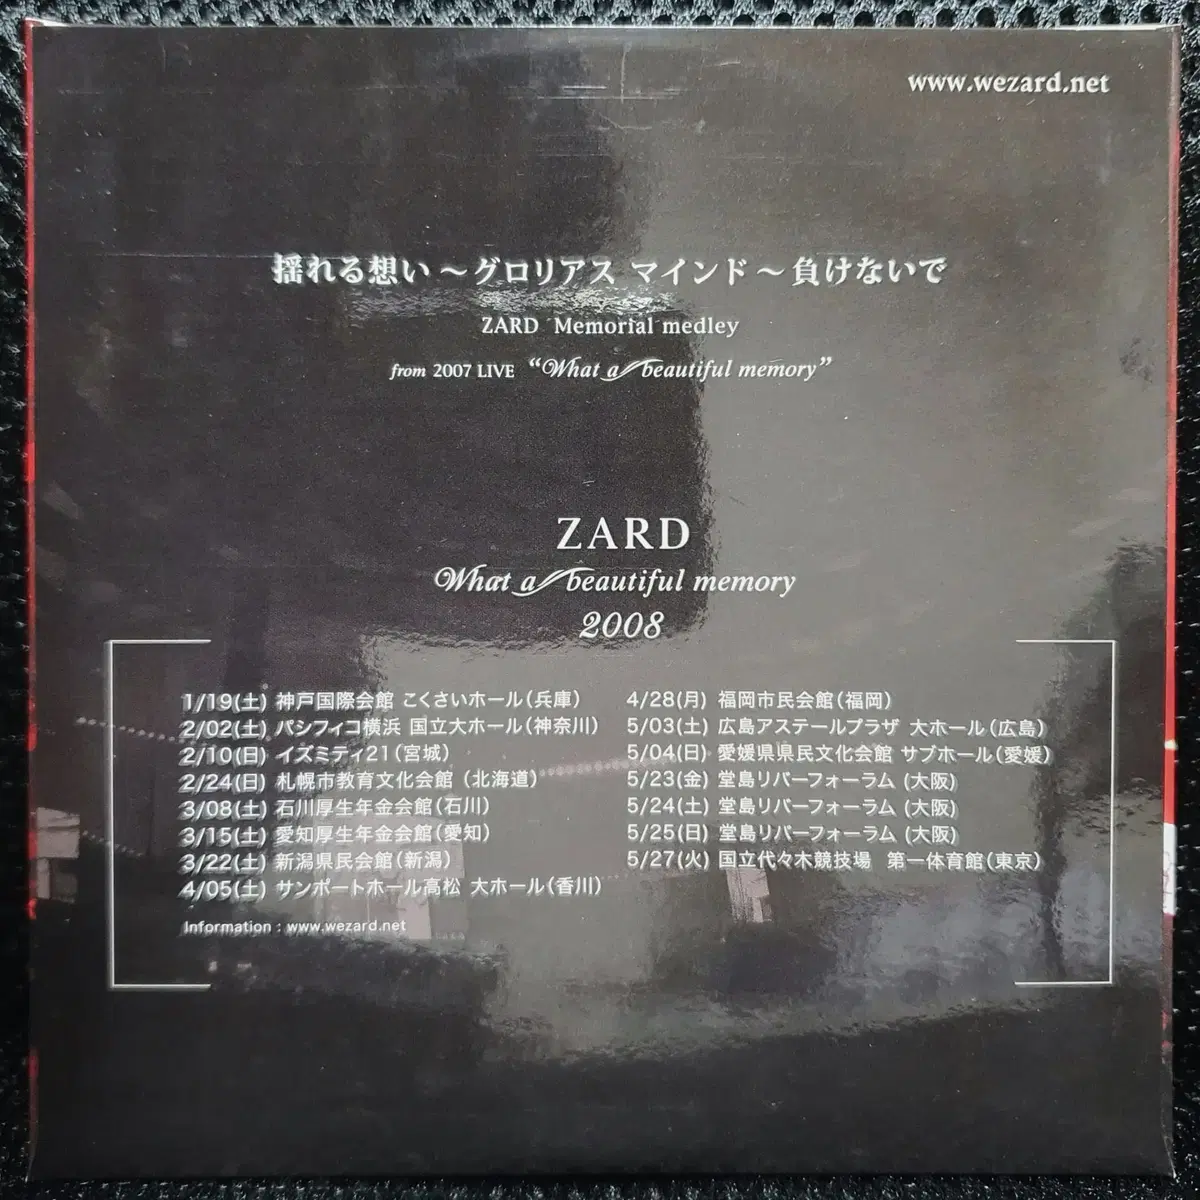 www.wezard.net
揺れる想い～グロリアス マインド～負けないで
ZARD Memorial medley
from 2007 LIVE “What a beautiful memory”
ZARD
What a beautiful memory
2008
1/19(土) 神戸国際会館 こくさいホール(兵庫)
2/02(土) パシフィコ横浜 国立大ホール(神奈川)
2/10(日) イズミティ21(宮城)
2/24(日) 札幌市教育文化会館 (北海道)
3/08(土) 石川厚生年金会館(石川)
3/15(土) 愛知厚生年金会館(愛知)
3/22(土) 新潟県民会館(新潟)
4/05(土) サンポートホール高松 大ホール(香川)
4/28(月) 福岡市民会館(福岡)
5/03(土) 広島アステールプラザ 大ホール(広島)
5/04(日) 愛媛県県民文化会館 サブホール(愛媛)
5/23(金) 堂島リバーフォーラム (大阪)
5/24(土) 堂島リバーフォーラム (大阪)
5/25(日) 堂島リバーフォーラム (大阪)
5/27(火) 国立代々木競技場 第一体育館(東京)
Information : www.wezard.net